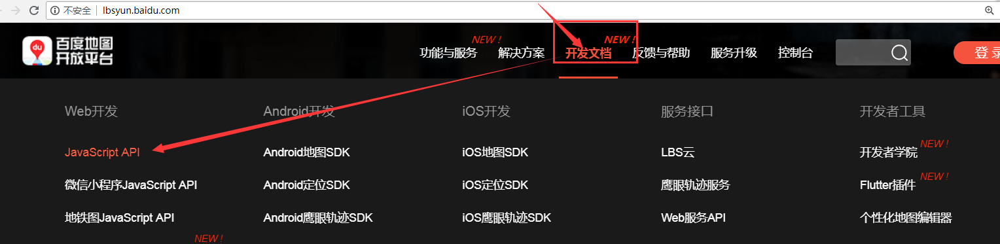 不安全 lbsyun.baidu.com
du 百度地图
开放平台
功能与服务 NEW! 解决方案 开发文档 NEW! 反馈与帮助 服务升级 控制台 登录
Web开发 Android开发 iOS开发 服务接口 开发者工具
JavaScript API Android地图SDK iOS地图SDK LBS云 开发者学院 NEW!
微信小程序JavaScript API Android定位SDK iOS定位SDK 鹰眼轨迹服务 Flutter插件 NEW!
地铁图JavaScript API Android鹰眼轨迹SDK iOS鹰眼轨迹SDK Web服务API 个性化地图编辑器
NEW!